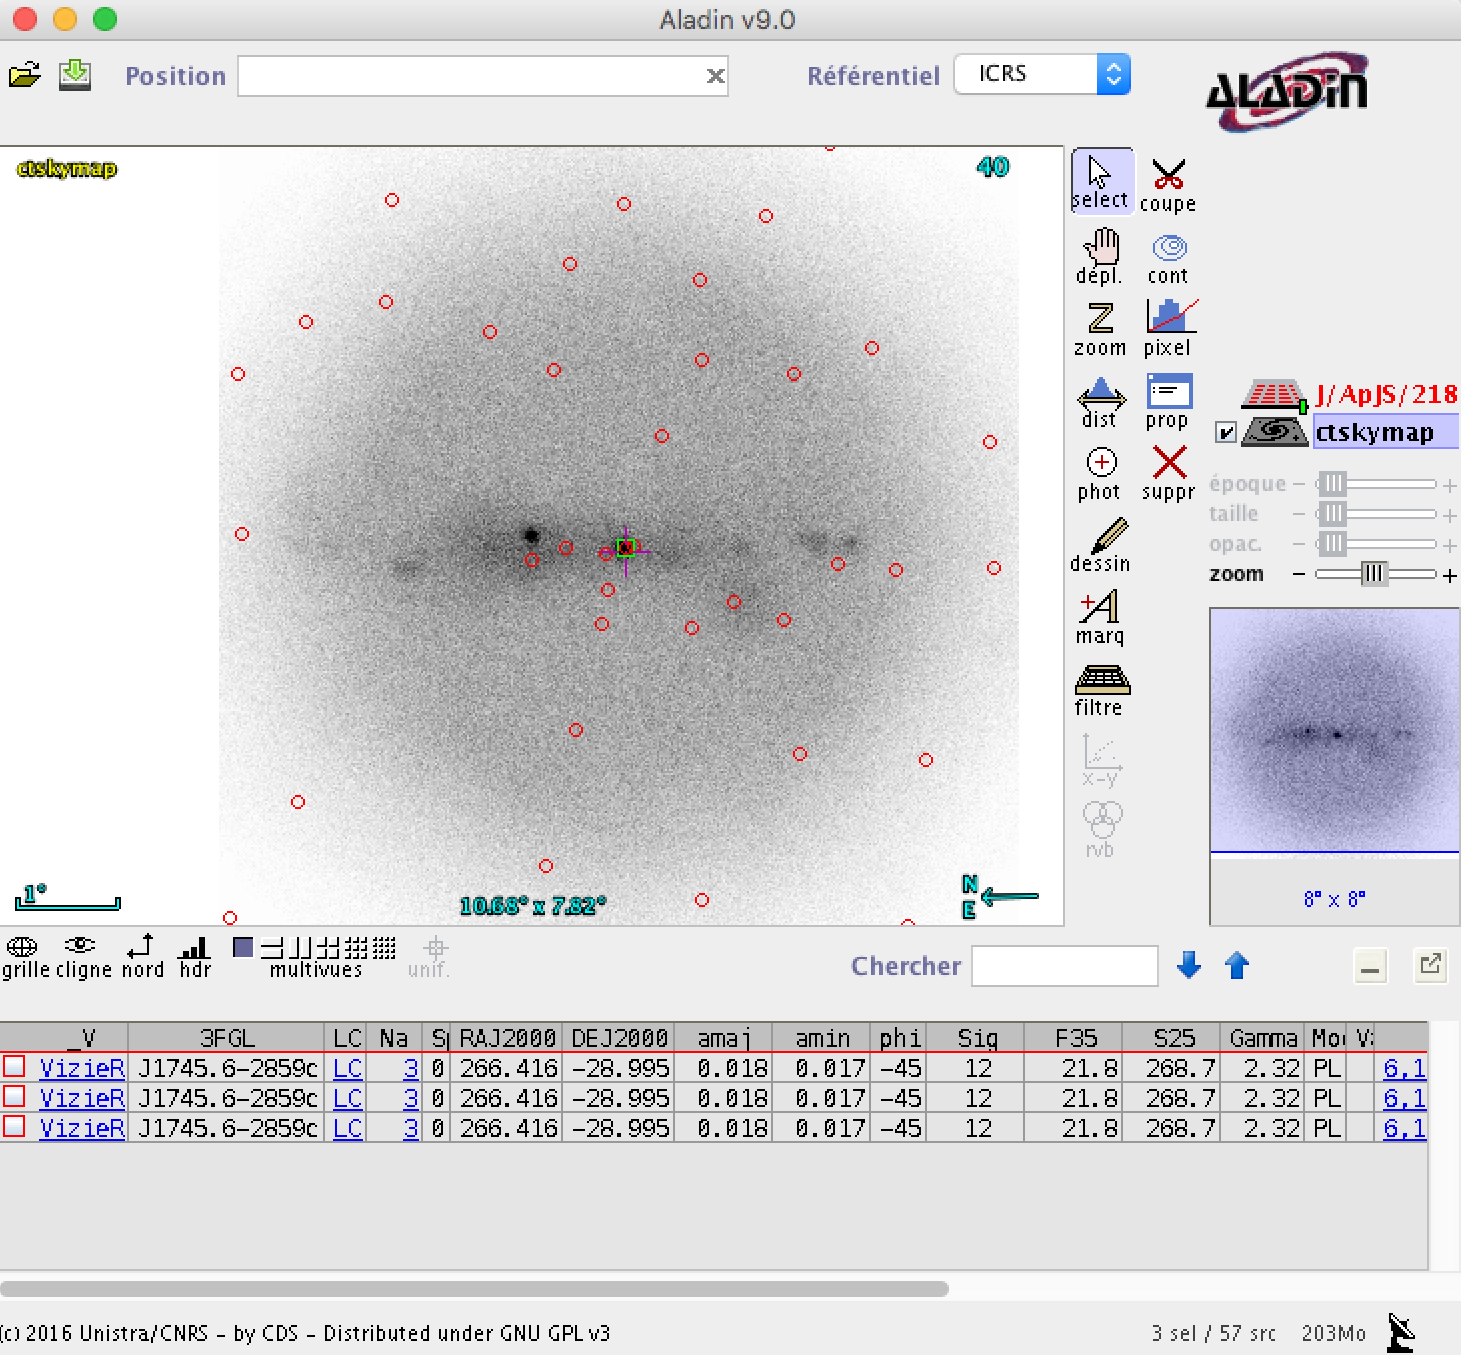 Aladin v9.0
Position
Référentiel ICRS
ALADIN
ctskymap
40
select coupe
dépl. cont
zoom pixel
dist prop
phot suppr
dessin
marq
filtre
x-y
rvb
J/ApJS/218
ctskymap
époque - +
taille - +
opac. - +
zoom - +
1°
10.68° x 7.82°
N
E
8° x 8°
grille cligne nord hdr multivues unif.
Chercher
_V 3FGL LC Na S RAJ2000 DEJ2000 amaj amin phi Sig F35 S25 Gamma Mo V
VizieR J1745.6-2859c LC 3 0 266.416 -28.995 0.018 0.017 -45 12 21.8 268.7 2.32 PL 6,1
VizieR J1745.6-2859c LC 3 0 266.416 -28.995 0.018 0.017 -45 12 21.8 268.7 2.32 PL 6,1
VizieR J1745.6-2859c LC 3 0 266.416 -28.995 0.018 0.017 -45 12 21.8 268.7 2.32 PL 6,1
(c) 2016 Unistra/CNRS - by CDS - Distributed under GNU GPL v3
3 sel / 57 src 203Mo